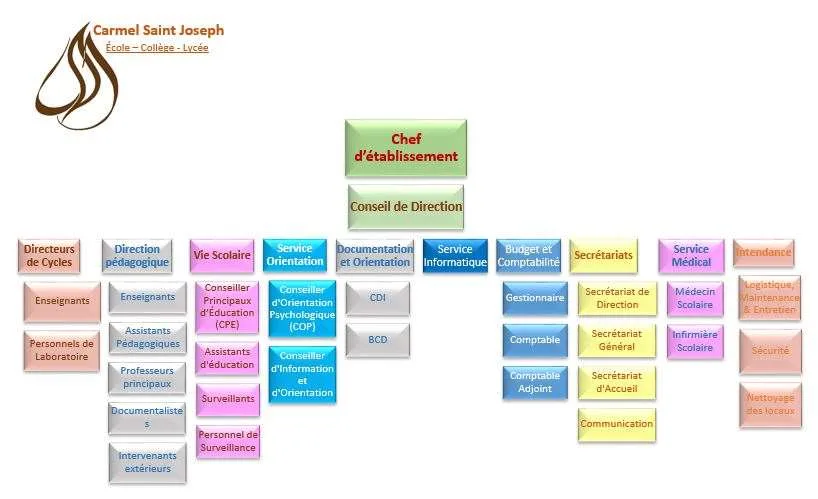 Carmel Saint Joseph
École – Collège - Lycée
Chef
d'établissement
Conseil de Direction
Directeurs
de Cycles
Enseignants
Personnels de
Laboratoire
Direction
pédagogique
Enseignants
Assistants
Pédagogiques
Professeurs
principaux
Documentaliste
s
Intervenants
extérieurs
Vie Scolaire
Conseiller
Principaux
d'Éducation
(CPE)
Assistants
d'éducation
Surveillants
Personnel de
Surveillance
Service
Orientation
Conseiller
d'Orientation
Psychologique
(COP)
Conseiller
d'Information
et
d'Orientation
Documentation
et Orientation
CDI
BCD
Service
Informatique
Budget et
Comptabilité
Gestionnaire
Comptable
Comptable
Adjoint
Secrétariats
Secrétariat de
Direction
Secrétariat
Général
Secrétariat
d'Accueil
Communication
Service
Médical
Médecin
Scolaire
Infirmière
Scolaire
Intendance
Logistique,
Maintenance
& Entretien
Sécurité
Nettoyage
des locaux